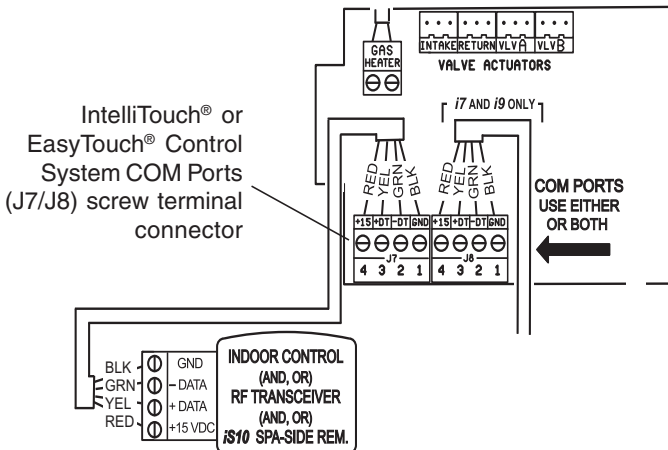 GAS
HEATER
INTAKE RETURN VLV A VLV B
VALVE ACTUATORS
i7 AND i9 ONLY
IntelliTouch® or
EasyTouch® Control
System COM Ports
(J7/J8) screw terminal
connector
RED YEL GRN BLK
RED YEL GRN BLK
+15 +DT -DT GND
+15 +DT -DT GND
J7
J8
4 3 2 1
4 3 2 1
COM PORTS
USE EITHER
OR BOTH
BLK
GRN
YEL
RED
GND
- DATA
+ DATA
+15 VDC
INDOOR CONTROL
(AND, OR)
RF TRANSCEIVER
(AND, OR)
iS10 SPA-SIDE REM.